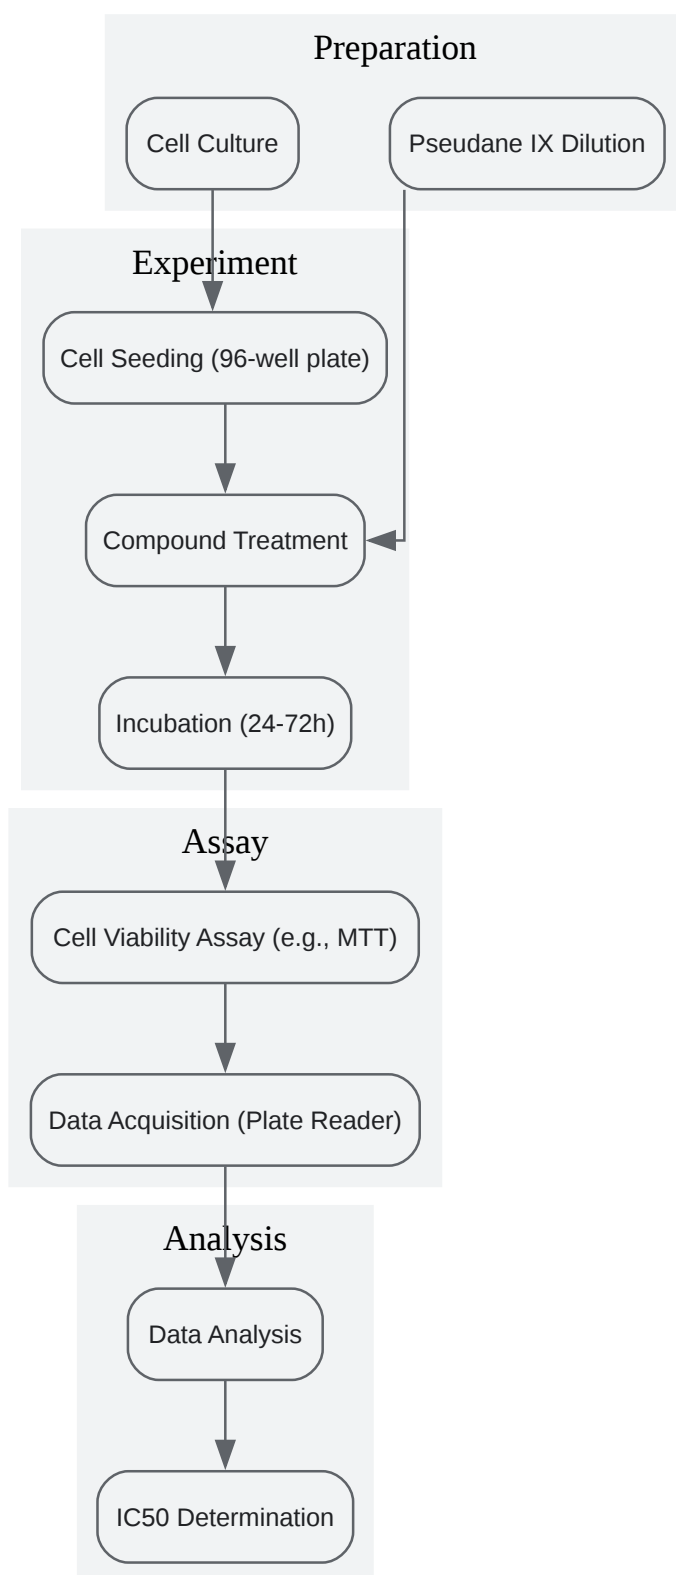 Preparation
Cell Culture
Pseudane IX Dilution
Experiment
Cell Seeding (96-well plate)
Compound Treatment
Incubation (24-72h)
Assay
Cell Viability Assay (e.g., MTT)
Data Acquisition (Plate Reader)
Analysis
Data Analysis
IC50 Determination